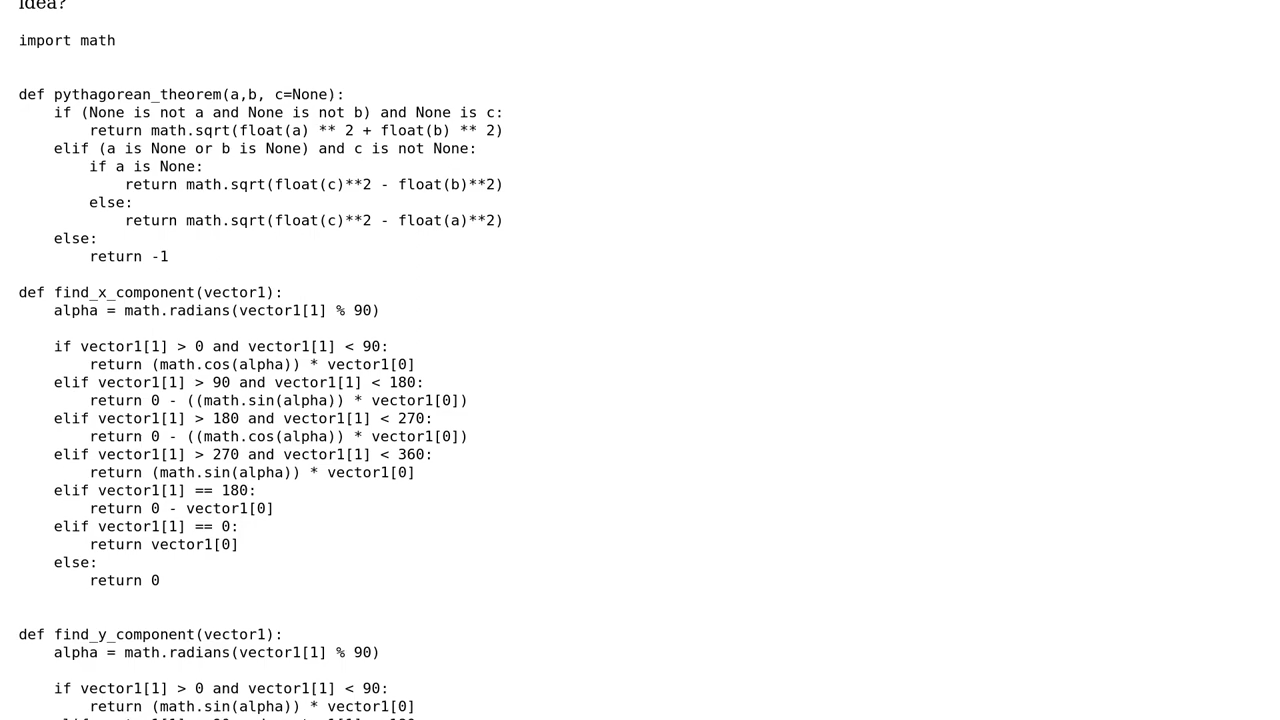 idea?
import math
def pythagorean_theorem(a,b, c=None):
    if (None is not a and None is not b) and None is c:
        return math.sqrt(float(a) ** 2 + float(b) ** 2)
    elif (a is None or b is None) and c is not None:
        if a is None:
            return math.sqrt(float(c)**2 - float(b)**2)
        else:
            return math.sqrt(float(c)**2 - float(a)**2)
    else:
        return -1
def find_x_component(vector1):
    alpha = math.radians(vector1[1] % 90)
    if vector1[1] > 0 and vector1[1] < 90:
        return (math.cos(alpha)) * vector1[0]
    elif vector1[1] > 90 and vector1[1] < 180:
        return 0 - ((math.sin(alpha)) * vector1[0])
    elif vector1[1] > 180 and vector1[1] < 270:
        return 0 - ((math.cos(alpha)) * vector1[0])
    elif vector1[1] > 270 and vector1[1] < 360:
        return (math.sin(alpha)) * vector1[0]
    elif vector1[1] == 180:
        return 0 - vector1[0]
    elif vector1[1] == 0:
        return vector1[0]
    else:
        return 0
def find_y_component(vector1):
    alpha = math.radians(vector1[1] % 90)
    if vector1[1] > 0 and vector1[1] < 90:
        return (math.sin(alpha)) * vector1[0]